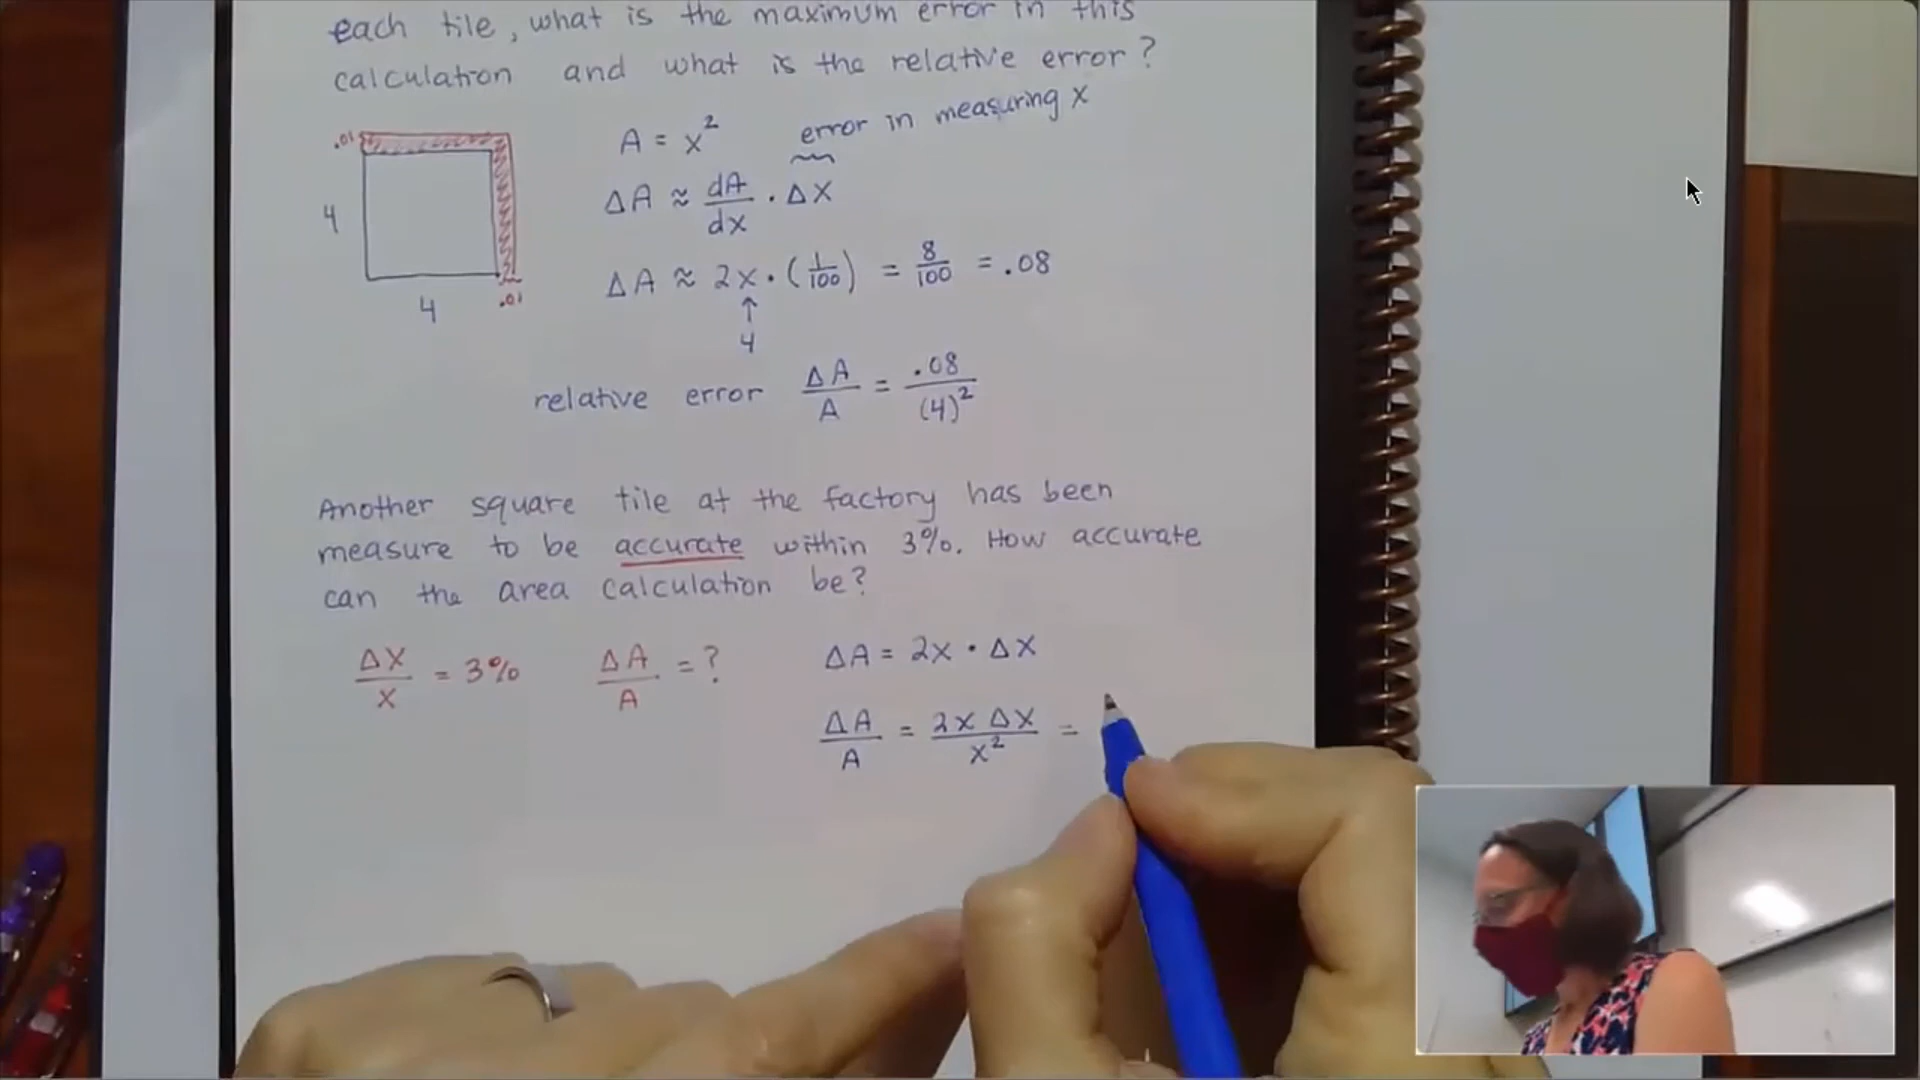 each tile, what is the maximum error in this
calculation and what is the relative error?
error in measuring x
A = x²
ΔA ≈ dA/dx · Δx
ΔA ≈ 2x · (1/100) = 8/100 = .08
↑
4
.01
4
4
.01
relative error ΔA/A = .08/(4)²
Another square tile at the factory has been
measure to be accurate within 3%. How accurate
can the area calculation be?
Δx/x = 3% ΔA/A = ? ΔA = 2x · Δx
ΔA/A = 2x Δx/x² =